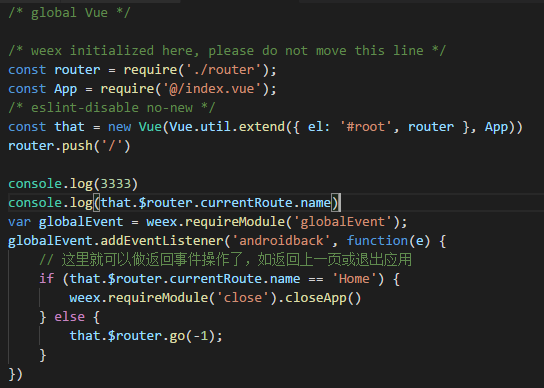 /* global Vue */
/* weex initialized here, please do not move this line */
const router = require('./router');
const App = require('@/index.vue');
/* eslint-disable no-new */
const that = new Vue(Vue.util.extend({ el: '#root', router }, App))
router.push('/')
console.log(3333)
console.log(that.$router.currentRoute.name)
var globalEvent = weex.requireModule('globalEvent');
globalEvent.addEventListener('androidback', function(e) {
// 这里就可以做返回事件操作了，如返回上一页或退出应用
if (that.$router.currentRoute.name == 'Home') {
weex.requireModule('close').closeApp()
} else {
that.$router.go(-1);
}
})